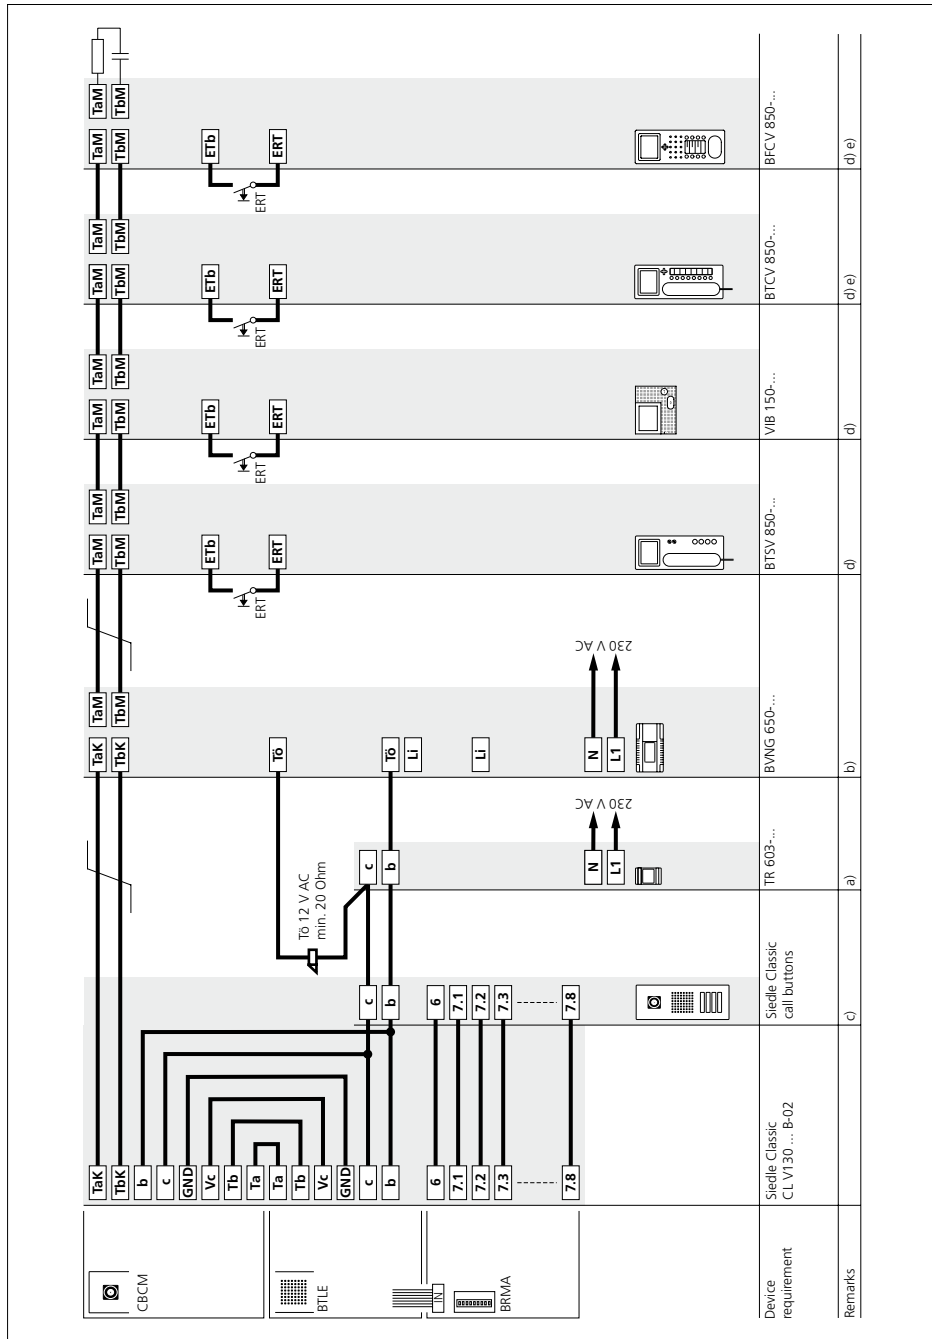 TaK TaK TaM TaM TaM TaM TaM TaM TaM TaM TaM
TbK TbK TbM TbM TbM TbM TbM TbM TbM TbM TbM
CBCM b
c
GND
Vc ETb ETb ETb ETb
Tb
Ta ERT ERT ERT ERT
Ta Tö ERT ERT ERT ERT
Tb Tö 12 V AC
Vc min. 20 Ohm
BTLE
GND
c c c
b b b Tö
Li
IN 6 6
7.1 7.1
7.2 7.2 Li
BRMA 7.3 7.3
7.8 7.8
N N
230 V AC 230 V AC
L1 L1
Device
requirement
Siedle Classic
CL V130 ... B-02
Siedle Classic
call buttons
TR 603-...
BVNG 650-...
BTSV 850-...
VIB 150-...
BTCV 850-...
BFCV 850-...
Remarks
c)
a)
b)
d)
d)
d) e)
d) e)